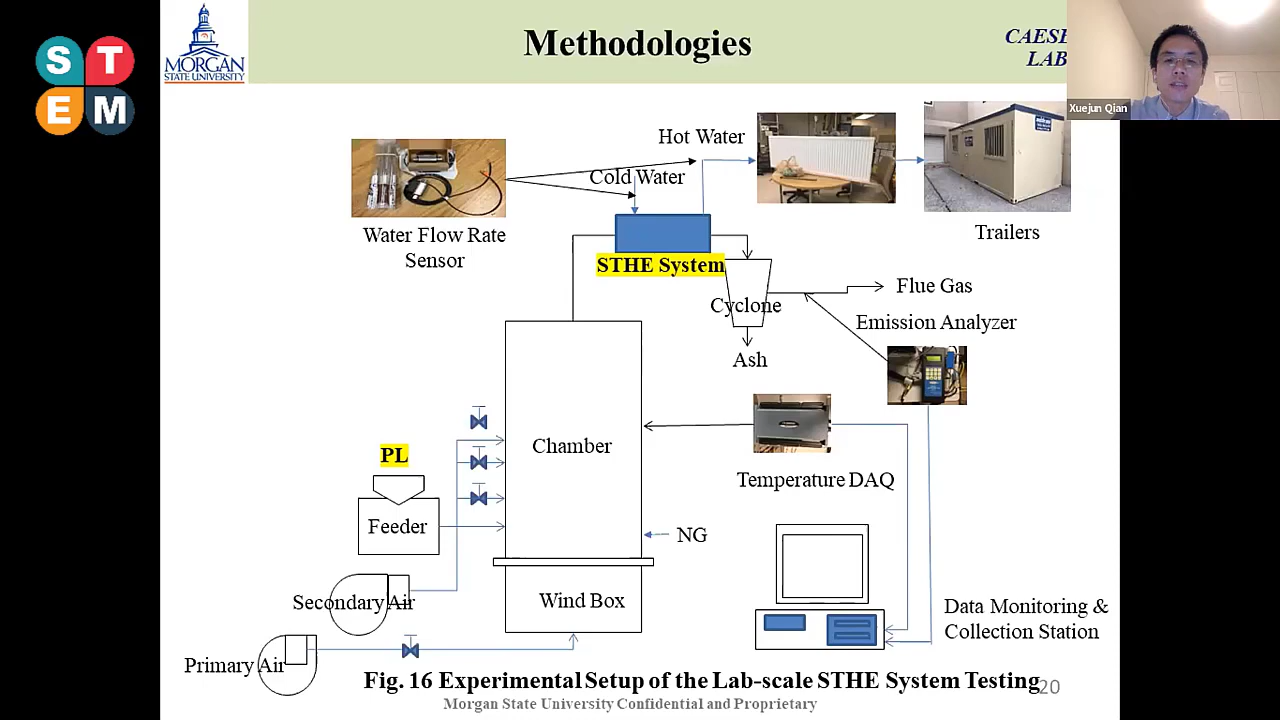 S T
E M
MORGAN
STATE UNIVERSITY
Methodologies
CAESE
LAB
Xuejun Qian
Hot Water
Cold Water
Water Flow Rate
Sensor
Trailers
STHE System
Cyclone
Flue Gas
Emission Analyzer
Ash
Chamber
PL
Temperature DAQ
Feeder
NG
Secondary Air
Wind Box
Data Monitoring &
Collection Station
Primary Air
Fig. 16 Experimental Setup of the Lab-scale STHE System Testing
20
Morgan State University Confidential and Proprietary